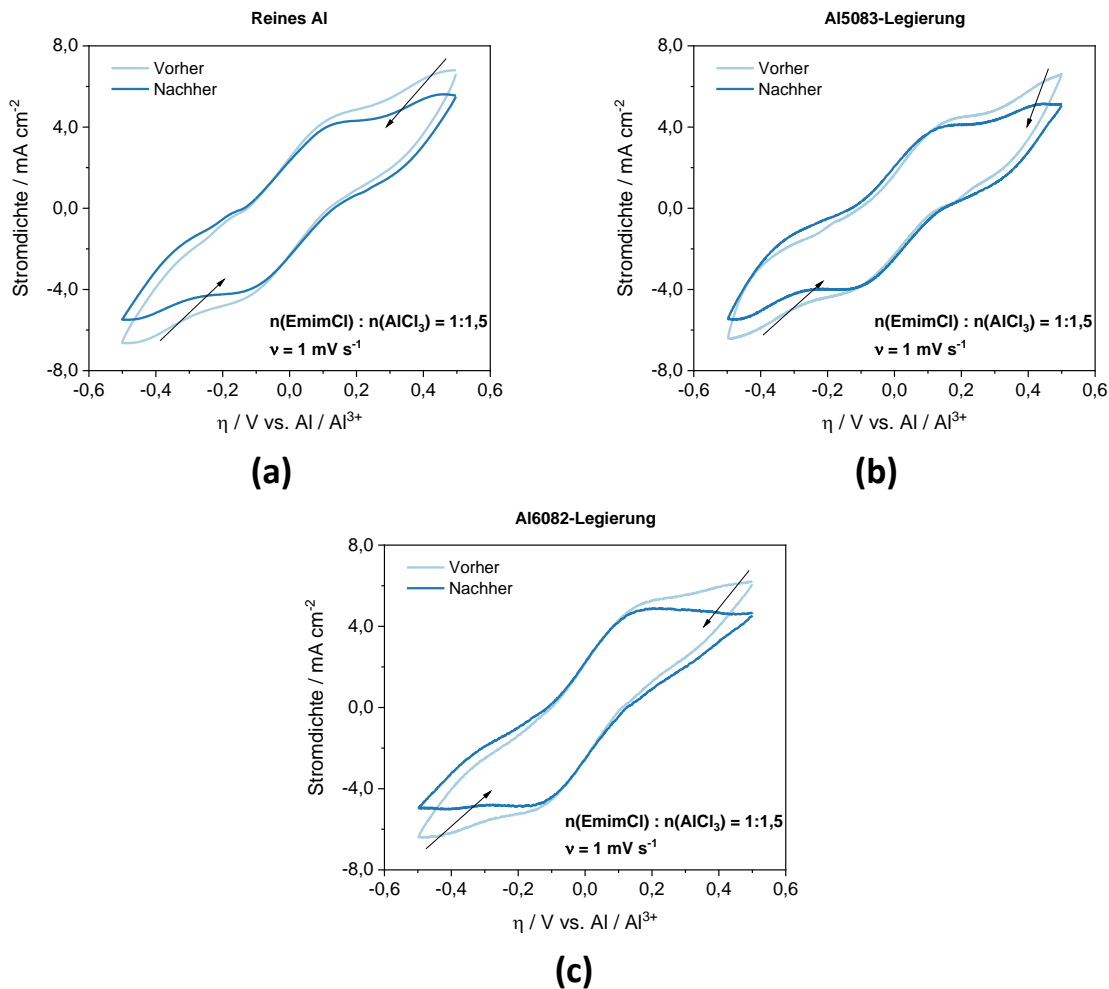 Reines Al
8,0
4,0
0,0
-4,0
-8,0
Stromdichte / mA cm⁻²
Vorher
Nachher
n(EmimCl) : n(AlCl₃) = 1:1,5
ν = 1 mV s⁻¹
-0,6 -0,4 -0,2 0,0 0,2 0,4 0,6
η / V vs. Al / Al³⁺
(a)
Al5083-Legierung
8,0
4,0
0,0
-4,0
-8,0
Stromdichte / mA cm⁻²
Vorher
Nachher
n(EmimCl) : n(AlCl₃) = 1:1,5
ν = 1 mV s⁻¹
-0,6 -0,4 -0,2 0,0 0,2 0,4 0,6
η / V vs. Al / Al³⁺
(b)
Al6082-Legierung
8,0
4,0
0,0
-4,0
-8,0
Stromdichte / mA cm⁻²
Vorher
Nachher
n(EmimCl) : n(AlCl₃) = 1:1,5
ν = 1 mV s⁻¹
-0,6 -0,4 -0,2 0,0 0,2 0,4 0,6
η / V vs. Al / Al³⁺
(c)